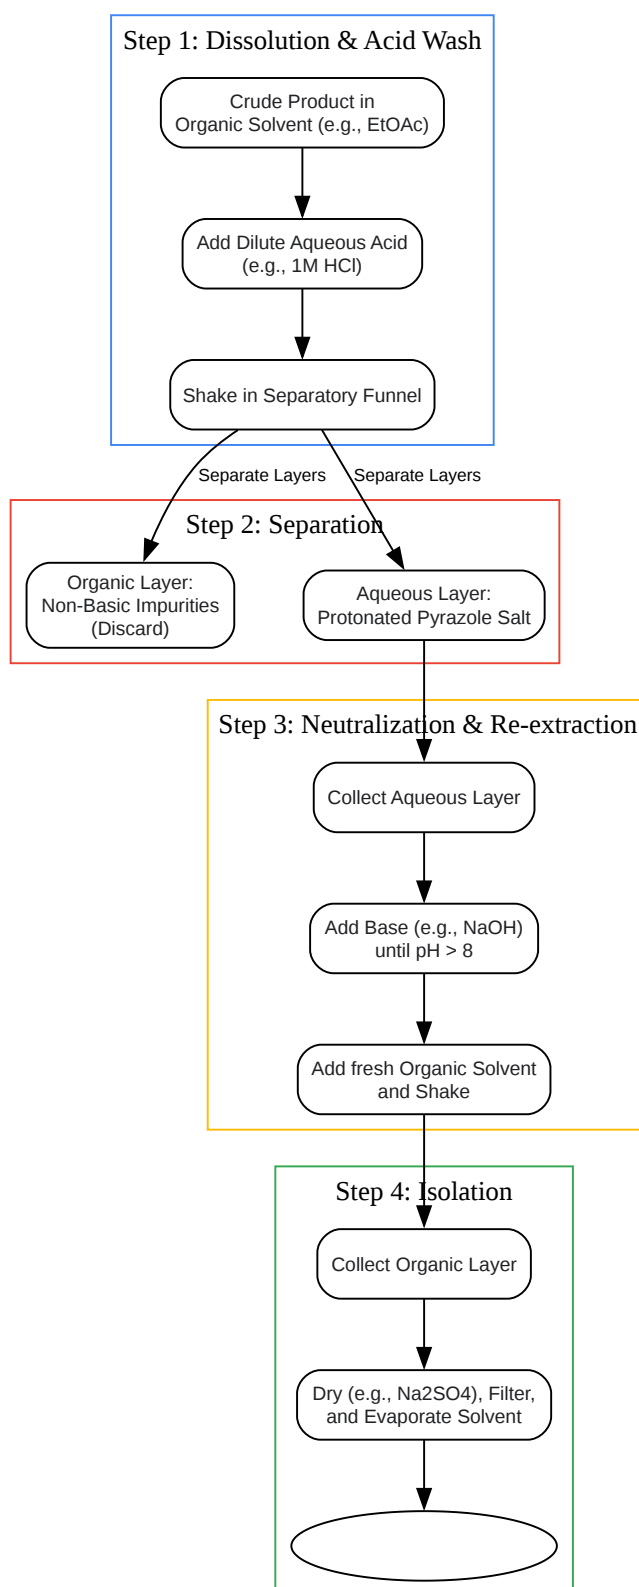 Step 1: Dissolution & Acid Wash
Crude Product in
Organic Solvent (e.g., EtOAc)
Add Dilute Aqueous Acid
(e.g., 1M HCl)
Shake in Separatory Funnel
Separate Layers
Separate Layers
Step 2: Separation
Organic Layer:
Non-Basic Impurities
(Discard)
Aqueous Layer:
Protonated Pyrazole Salt
Step 3: Neutralization & Re-extraction
Collect Aqueous Layer
Add Base (e.g., NaOH)
until pH > 8
Add fresh Organic Solvent
and Shake
Step 4: Isolation
Collect Organic Layer
Dry (e.g., Na2SO4), Filter,
and Evaporate Solvent